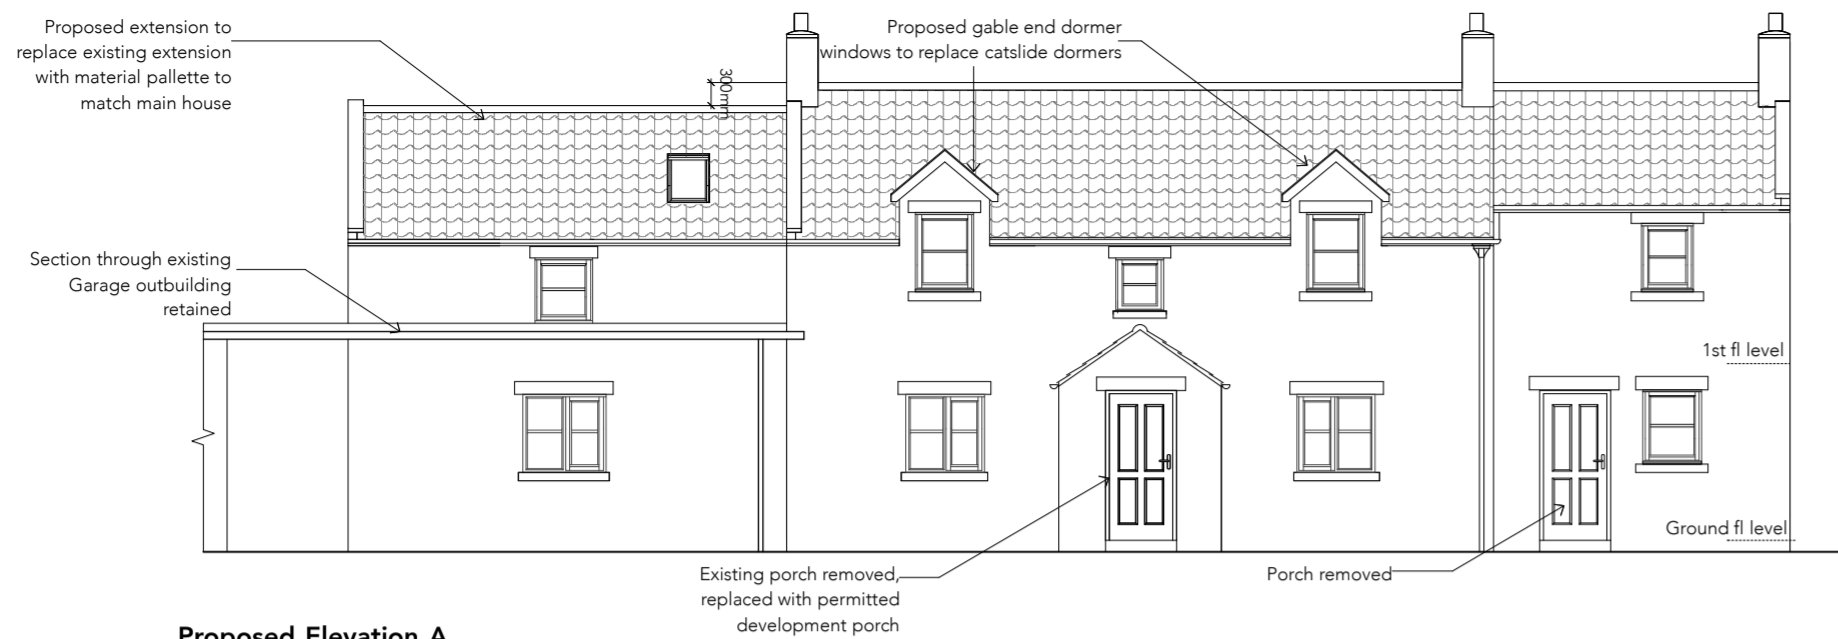 Proposed extension to
replace existing extension
with material pallette to
match main house
300mm
Proposed gable end dormer
windows to replace catslide dormers
Section through existing
Garage outbuilding
retained
1st fl level
Ground fl level
Existing porch removed,
replaced with permitted
development porch
Porch removed
Proposed Elevation A